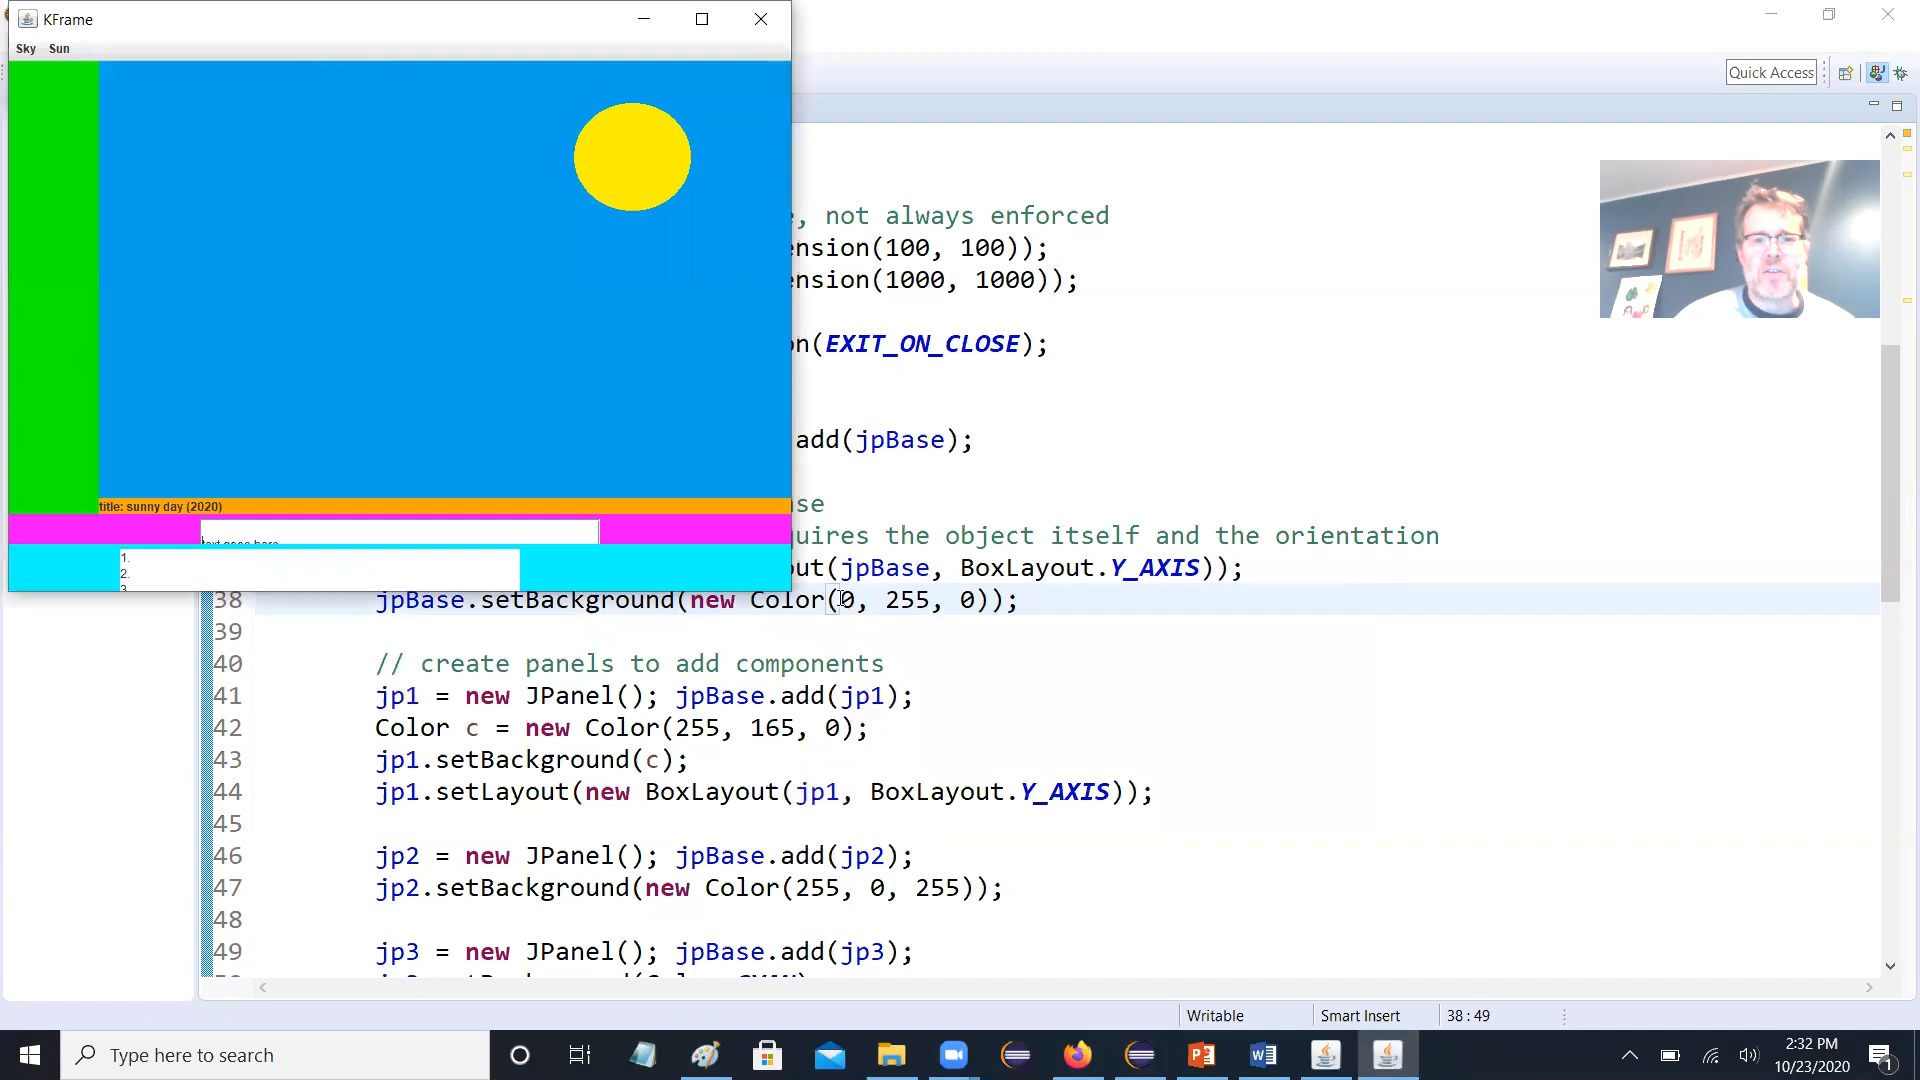 KFrame
Sky Sun
title: sunny day (2020)
text goes here
1.
2.
3
Quick Access
, not always enforced
ension(100, 100));
ension(1000, 1000));
on(EXIT_ON_CLOSE);
add(jpBase);
se
uires the object itself and the orientation
out(jpBase, BoxLayout.Y_AXIS));
38 jpBase.setBackground(new Color(0, 255, 0));
39
40 // create panels to add components
41 jp1 = new JPanel(); jpBase.add(jp1);
42 Color c = new Color(255, 165, 0);
43 jp1.setBackground(c);
44 jp1.setLayout(new BoxLayout(jp1, BoxLayout.Y_AXIS));
45
46 jp2 = new JPanel(); jpBase.add(jp2);
47 jp2.setBackground(new Color(255, 0, 255));
48
49 jp3 = new JPanel(); jpBase.add(jp3);
Writable Smart Insert 38 : 49
Type here to search
2:32 PM
10/23/2020
1